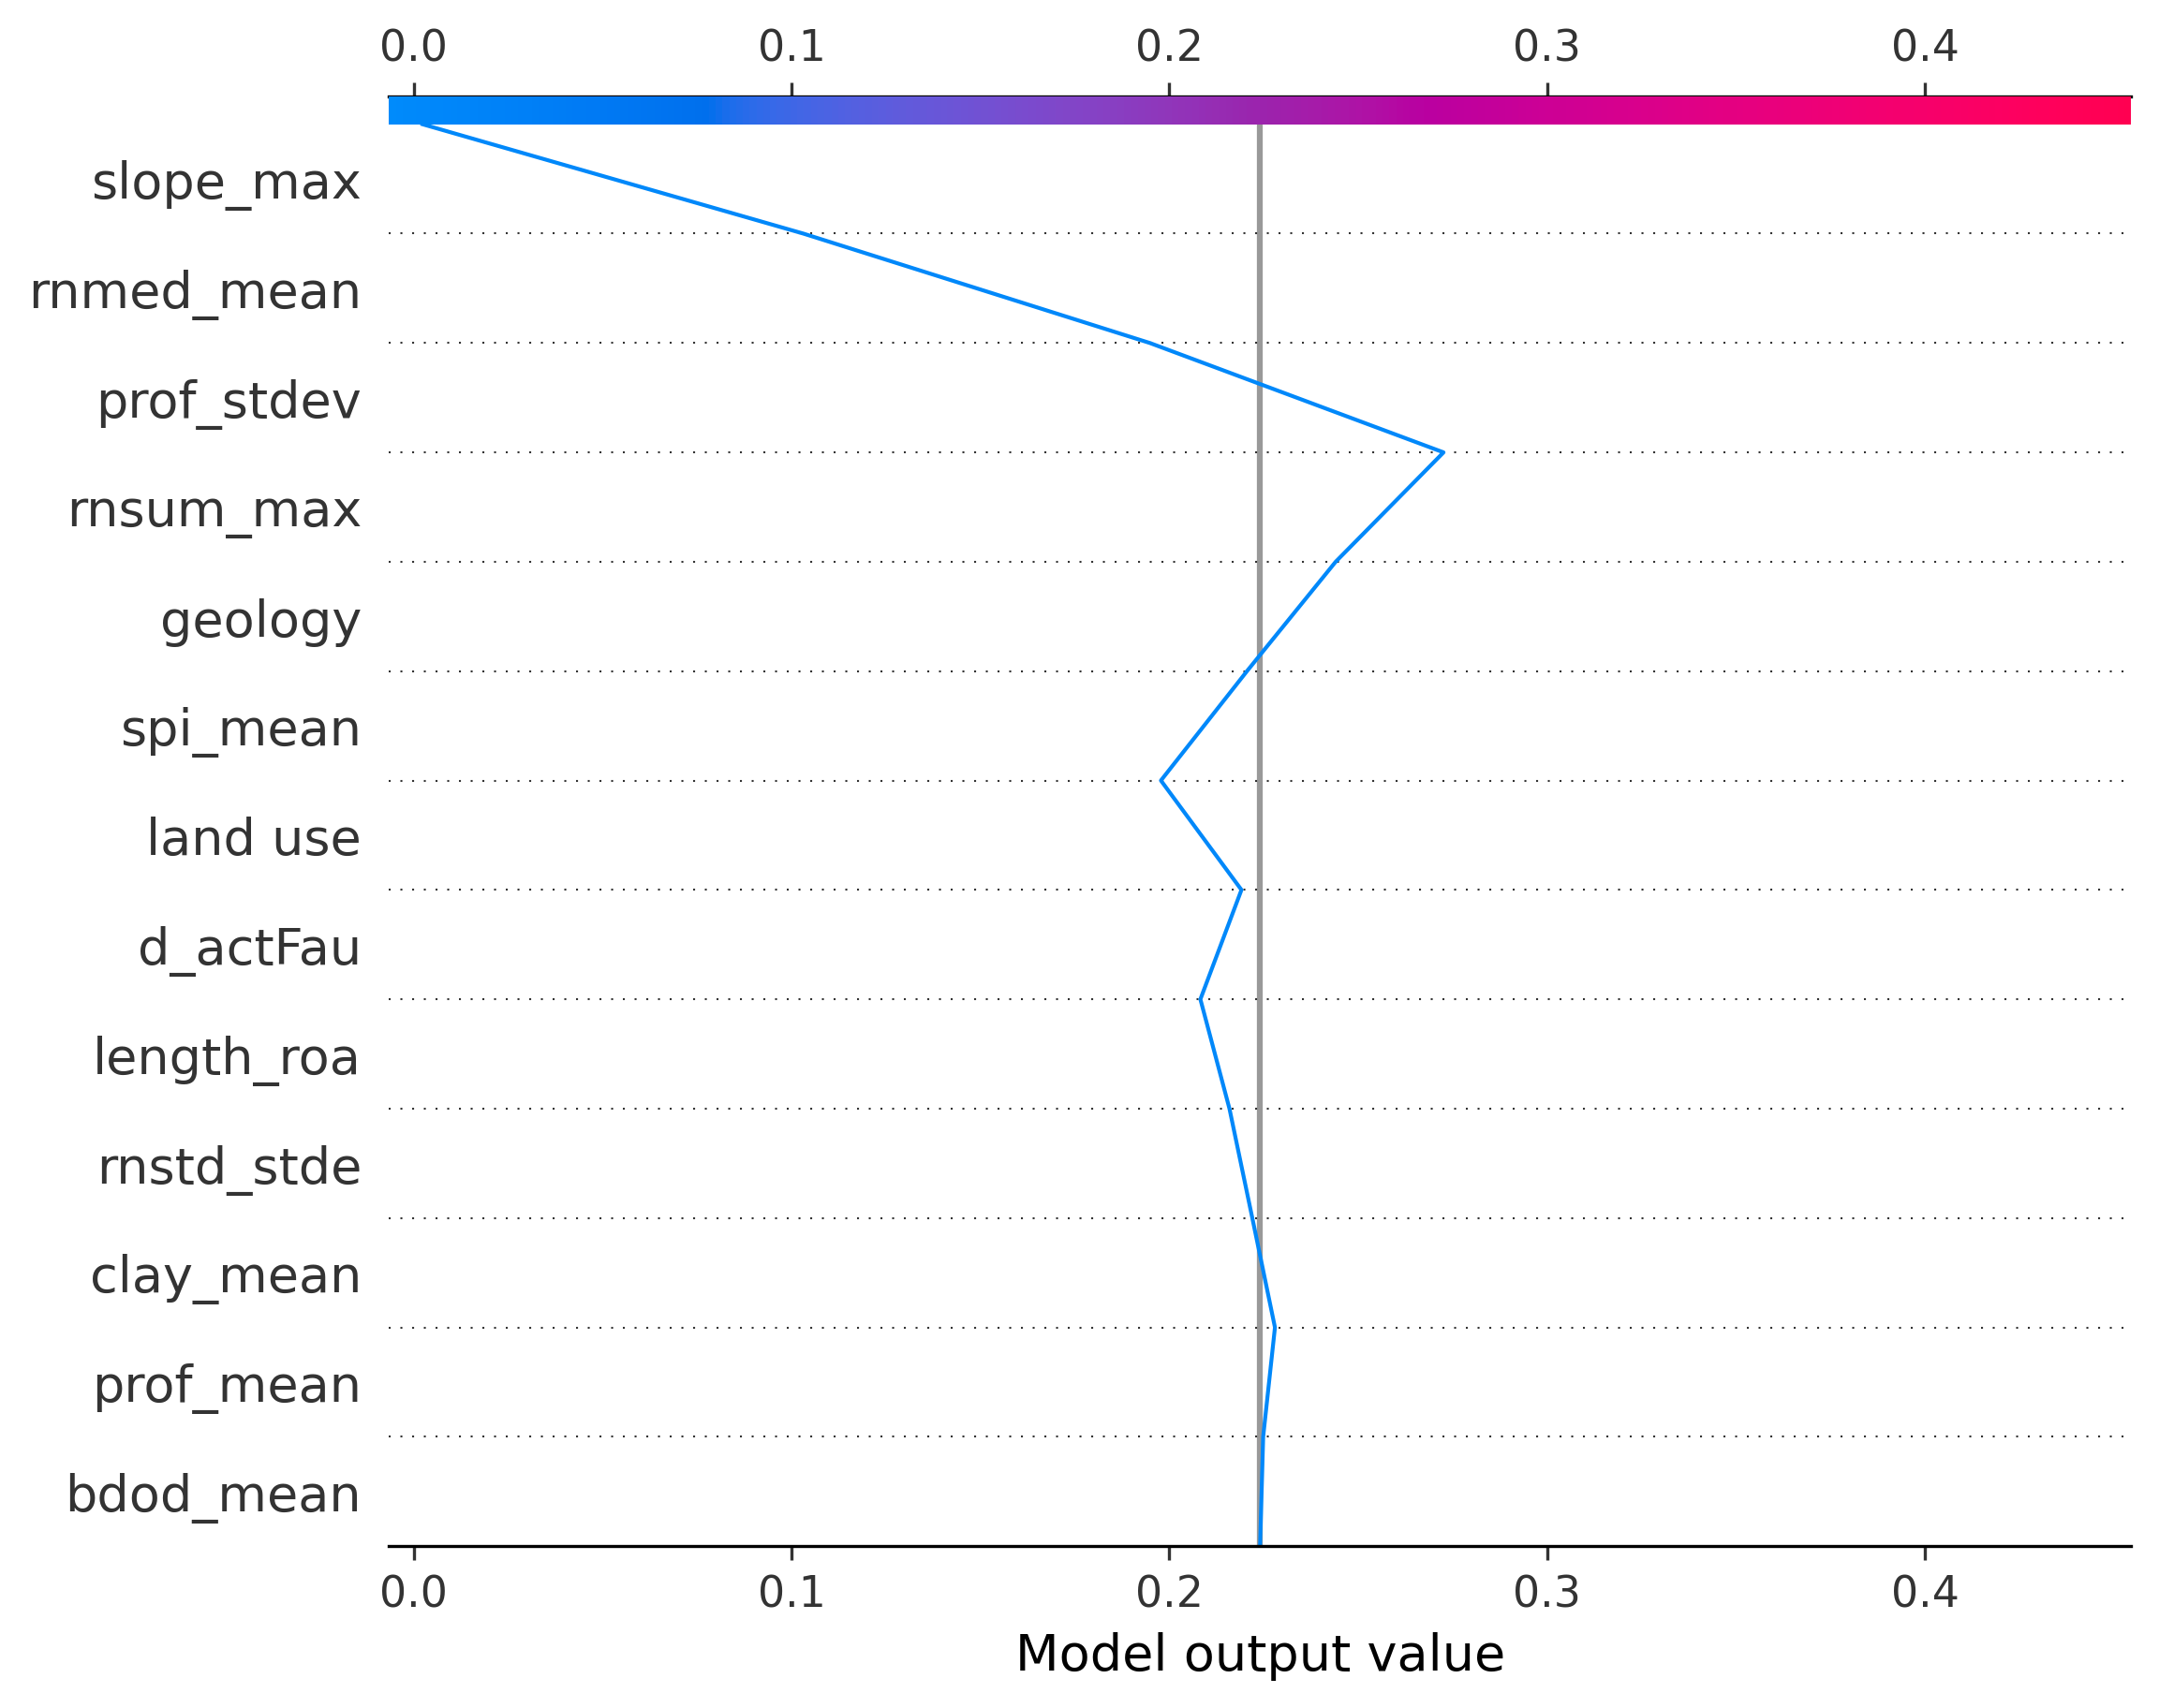 0.0 0.1 0.2 0.3 0.4
slope_max
rnmed_mean
prof_stdev
rnsum_max
geology
spi_mean
land use
d_actFau
length_roa
rnstd_stde
clay_mean
prof_mean
bdod_mean
0.0 0.1 0.2 0.3 0.4
Model output value